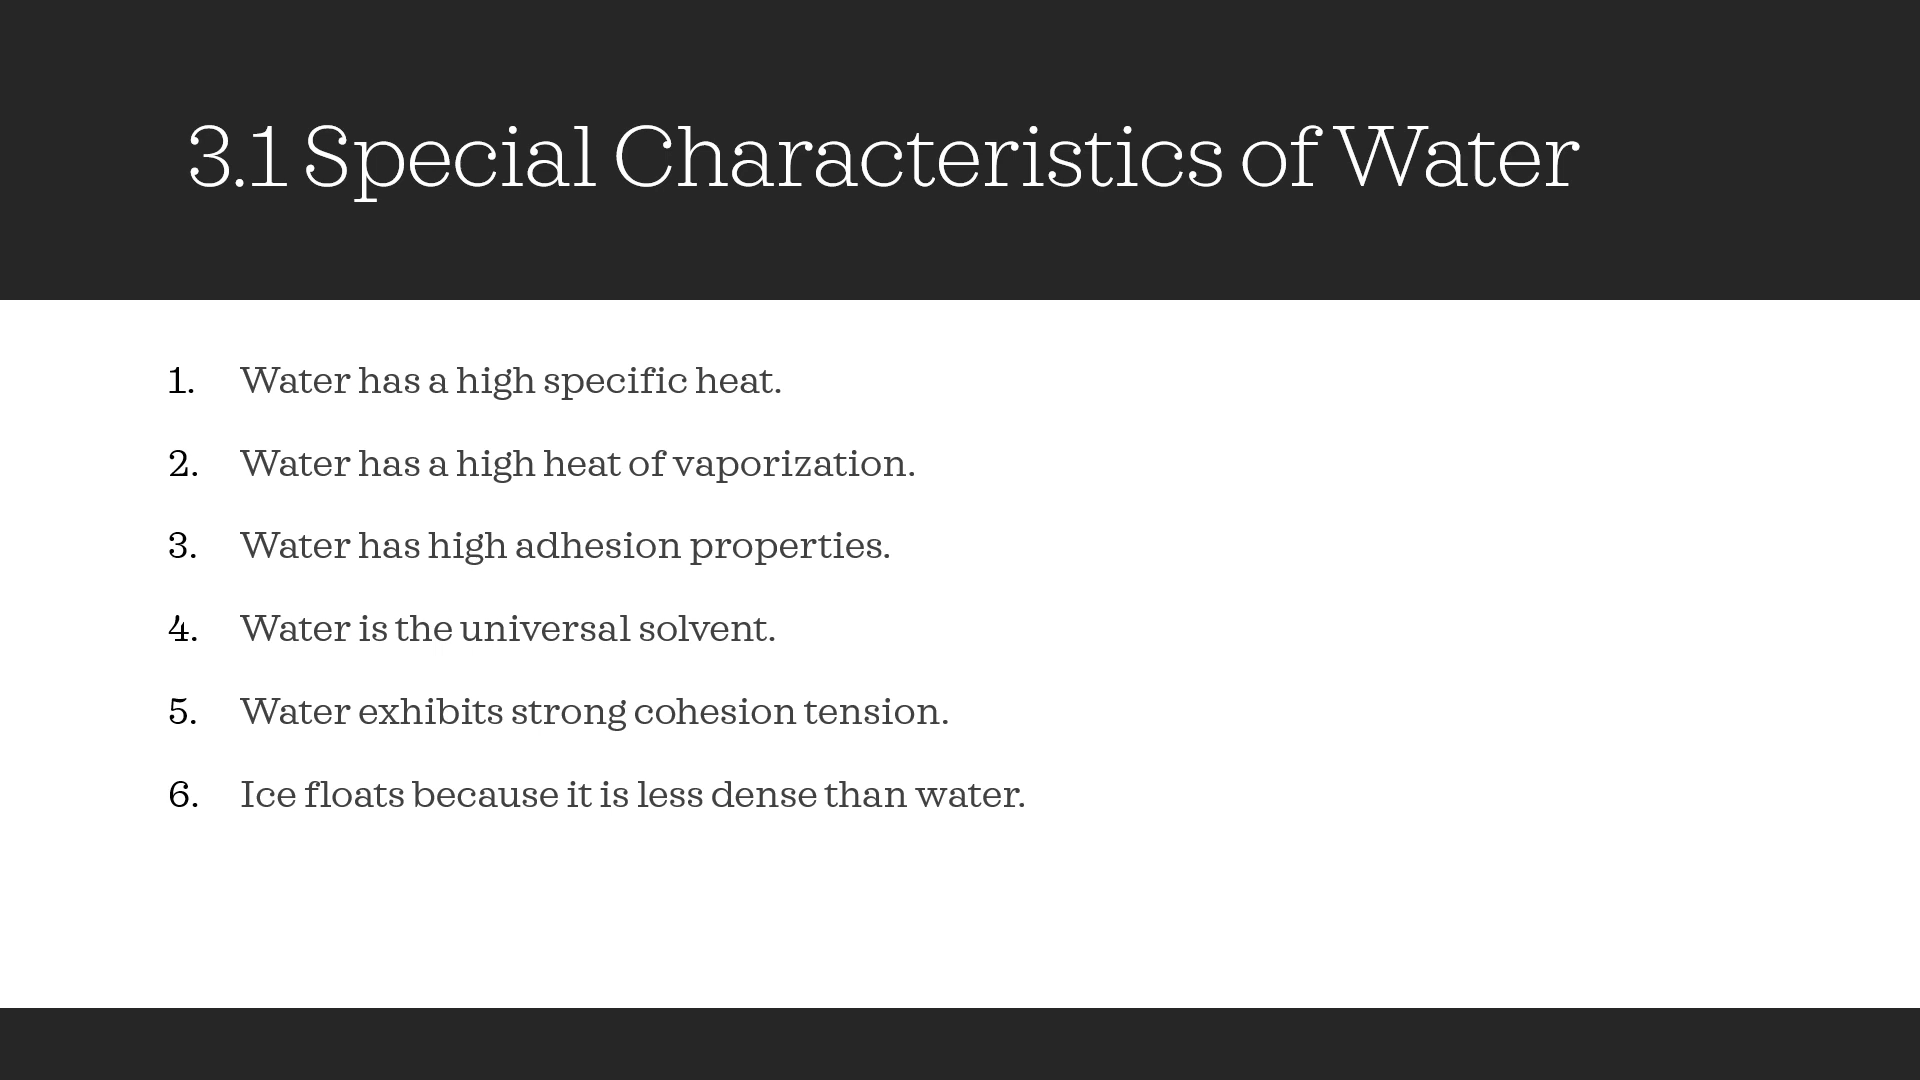 3.1 Special Characteristics of Water
1. Water has a high specific heat.
2. Water has a high heat of vaporization.
3. Water has high adhesion properties.
4. Water is the universal solvent.
5. Water exhibits strong cohesion tension.
6. Ice floats because it is less dense than water.